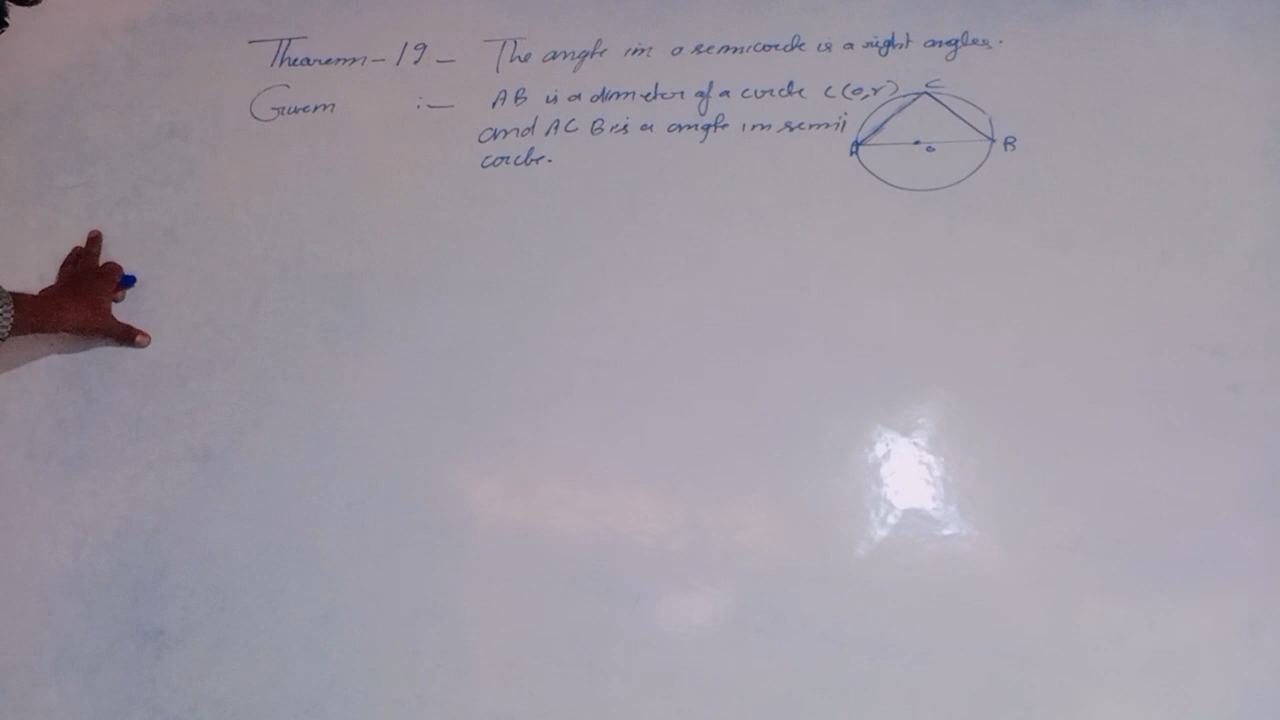 Theorem - 19 - The angle in a semicircle is a right angles.
Given :- AB is a dimeter of a circle C(O,r)
and ACB is a angle in semi
circle.
C
A
O
B